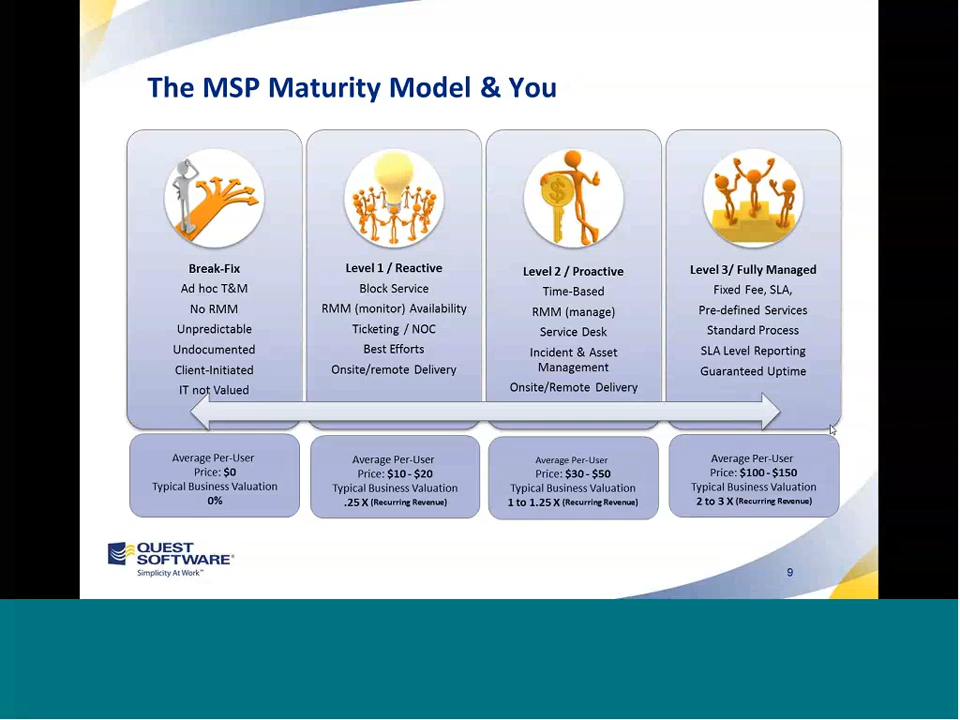 The MSP Maturity Model & You
Break-Fix
Ad hoc T&M
No RMM
Unpredictable
Undocumented
Client-Initiated
IT not Valued
Level 1 / Reactive
Block Service
RMM (monitor) Availability
Ticketing / NOC
Best Efforts
Onsite/remote Delivery
Level 2 / Proactive
Time-Based
RMM (manage)
Service Desk
Incident & Asset
Management
Onsite/Remote Delivery
Level 3/ Fully Managed
Fixed Fee, SLA,
Pre-defined Services
Standard Process
SLA Level Reporting
Guaranteed Uptime
Average Per-User
Price: $0
Typical Business Valuation
0%
Average Per-User
Price: $10 - $20
Typical Business Valuation
.25 X (Recurring Revenue)
Average Per-User
Price: $30 - $50
Typical Business Valuation
1 to 1.25 X (Recurring Revenue)
Average Per-User
Price: $100 - $150
Typical Business Valuation
2 to 3 X (Recurring Revenue)
QUEST
SOFTWARE®
Simplicity At Work™
9